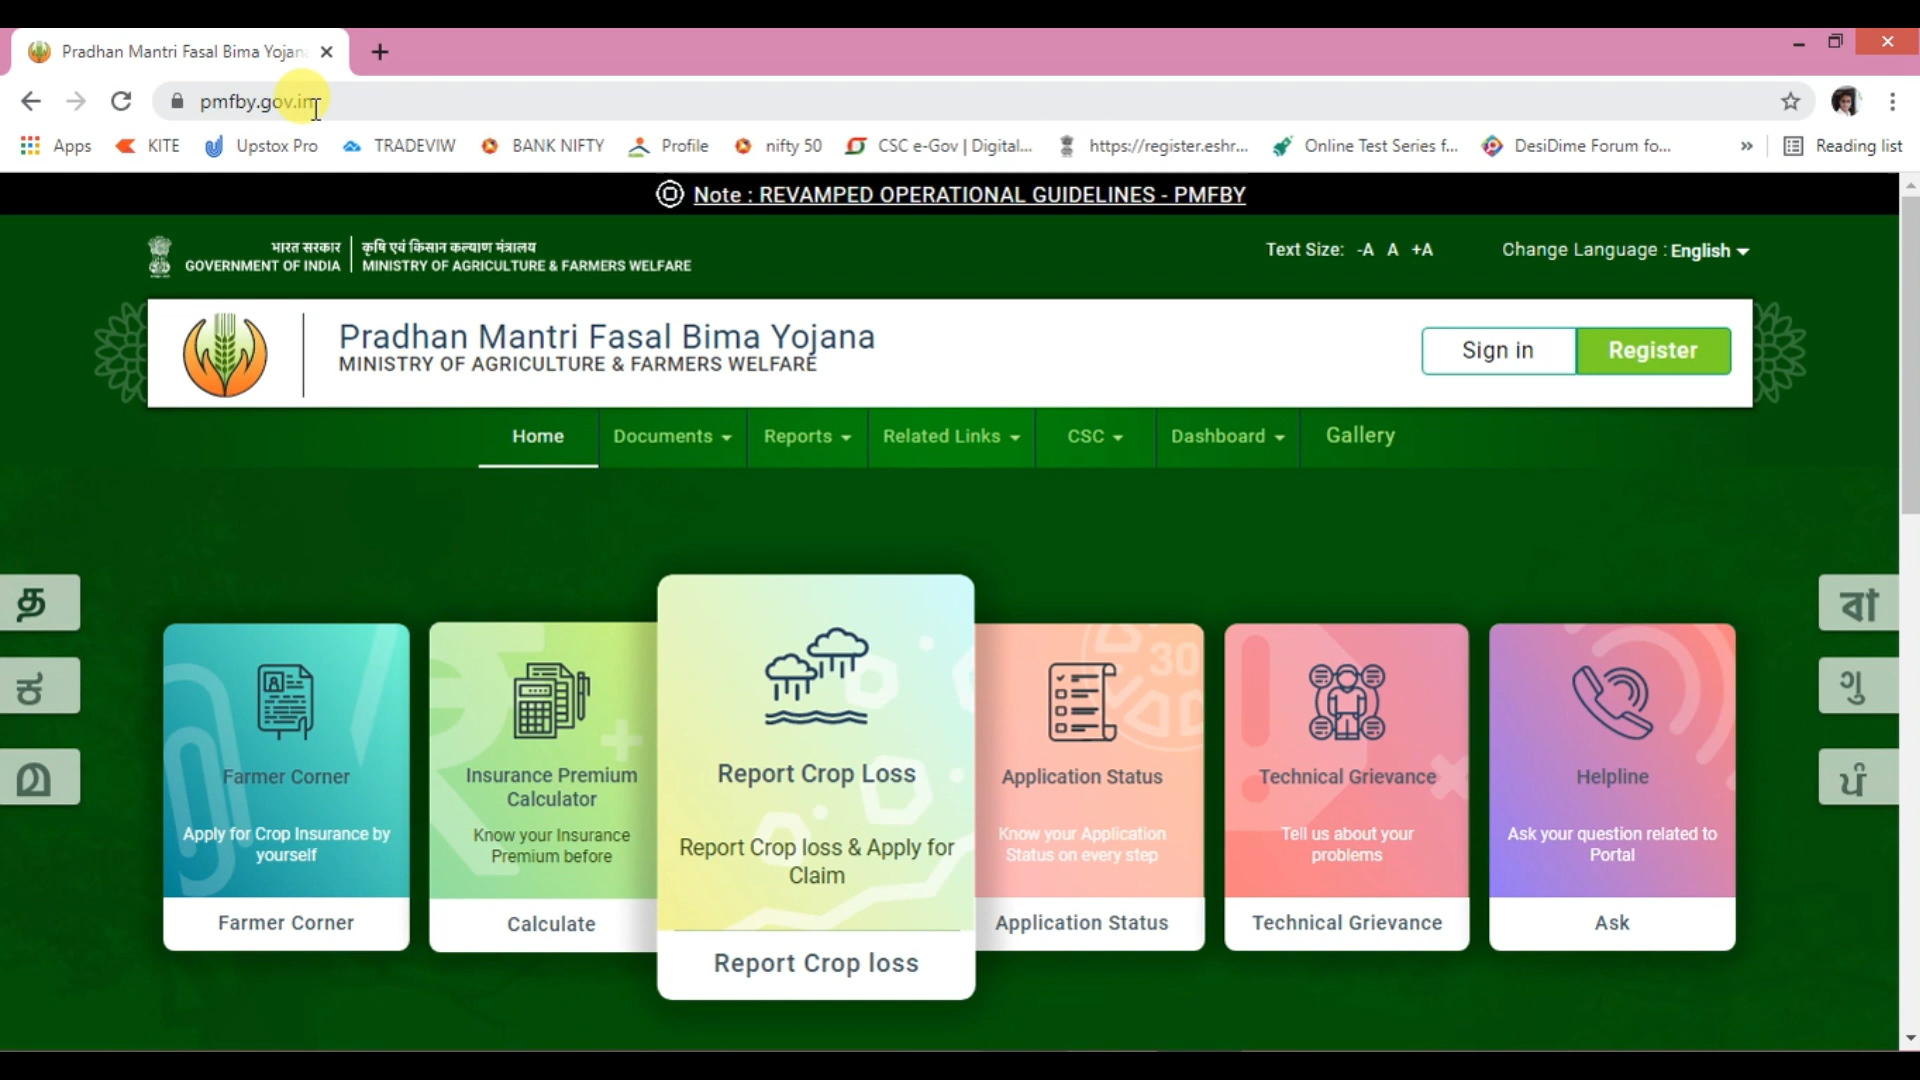 Pradhan Mantri Fasal Bima Yojan
pmfby.gov.in
Apps KITE Upstox Pro TRADEVIW BANK NIFTY Profile nifty 50 CSC e-Gov | Digital... https://register.eshr... Online Test Series f... DesiDime Forum fo... » Reading list
Note : REVAMPED OPERATIONAL GUIDELINES - PMFBY
भारत सरकार | कृषि एवं किसान कल्याण मंत्रालय
GOVERNMENT OF INDIA | MINISTRY OF AGRICULTURE & FARMERS WELFARE
Text Size: -A A +A Change Language : English
Pradhan Mantri Fasal Bima Yojana
MINISTRY OF AGRICULTURE & FARMERS WELFARE
Sign in Register
Home Documents Reports Related Links CSC Dashboard Gallery
த
ಕ
മ
বা
ગુ
ਪੰ
Farmer Corner
Apply for Crop Insurance by
yourself
Farmer Corner
Insurance Premium
Calculator
Know your Insurance
Premium before
Calculate
Report Crop Loss
Report Crop loss & Apply for
Claim
Report Crop loss
30
Application Status
Know your Application
Status on every step
Application Status
Technical Grievance
Tell us about your
problems
Technical Grievance
Helpline
Ask your question related to
Portal
Ask